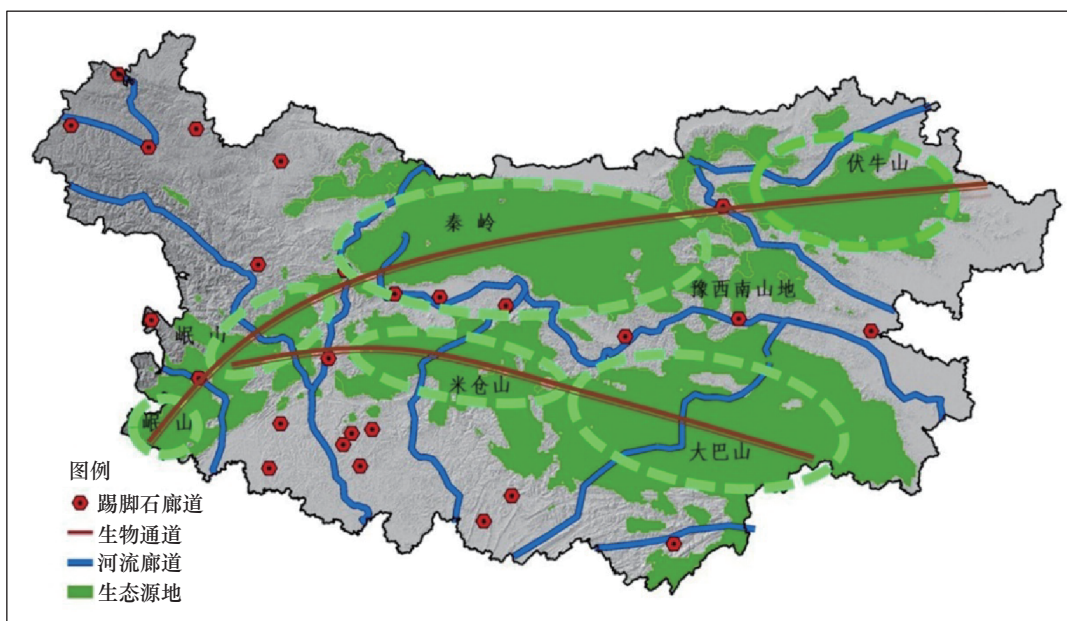 伏牛山
秦岭
豫西南山地
岷山
米仓山
岷山
大巴山
图例
踢脚石廊道
生物通道
河流廊道
生态源地